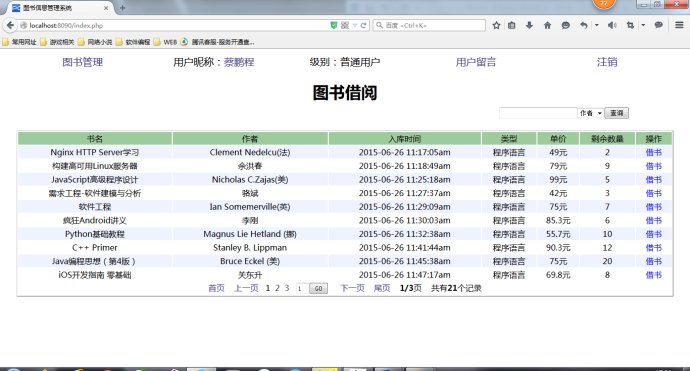 图书信息管理系统
72
localhost:8090/index.php
百度 <Ctrl+K>
常用网址 游戏相关 网络小说 软件编程 WEB 腾讯客服-服务开通查...
图书管理 用户昵称：蔡鹏程 级别：普通用户 用户留言 注销
图书借阅
作者 查询
书名 作者 入库时间 类型 单价 剩余数量 操作
Nginx HTTP Server学习 Clement Nedelcu(法) 2015-06-26 11:17:05am 程序语言 49元 2 借书
构建高可用Linux服务器 余洪春 2015-06-26 11:18:49am 程序语言 79元 9 借书
JavaScript高级程序设计 Nicholas C.Zajas(美) 2015-06-26 11:25:18am 程序语言 99元 5 借书
需求工程-软件建模与分析 骆斌 2015-06-26 11:27:37am 程序语言 42元 3 借书
软件工程 Ian Somemerville(英) 2015-06-26 11:29:09am 程序语言 75元 7 借书
疯狂Android讲义 李刚 2015-06-26 11:30:03am 程序语言 85.3元 6 借书
Python基础教程 Magnus Lie Hetland (挪) 2015-06-26 11:32:38am 程序语言 55.7元 10 借书
C++ Primer Stanley B. Lippman 2015-06-26 11:41:44am 程序语言 90.3元 12 借书
Java编程思想（第4版） Bruce Eckel (美) 2015-06-26 11:45:38am 程序语言 75元 20 借书
iOS开发指南 零基础 关东升 2015-06-26 11:47:17am 程序语言 69.8元 8 借书
首页 上一页 1 2 3 1 GO 下一页 尾页 1/3页 共有21个记录